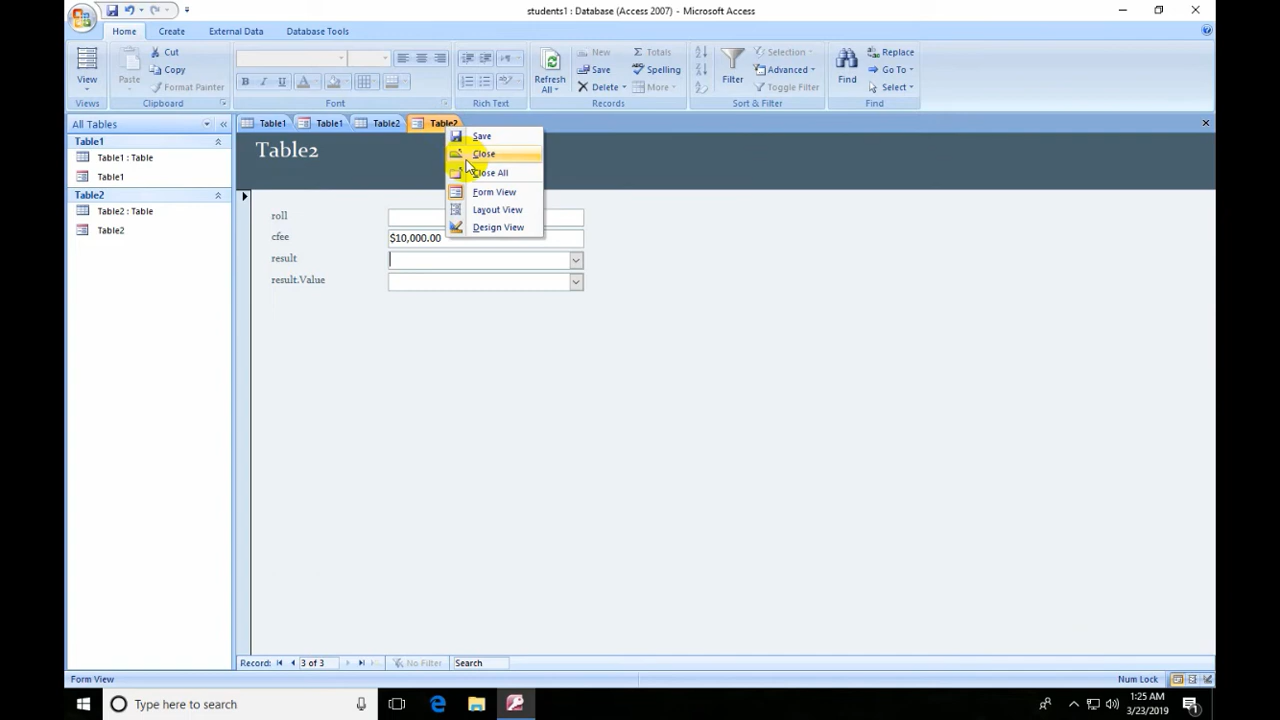 students1 : Database (Access 2007) - Microsoft Access
Home Create External Data Database Tools
View
Views
Paste
Cut
Copy
Format Painter
Clipboard
B I U
Font
Rich Text
Refresh All
New
Save
Delete
Totals
Spelling
More
Records
Filter
Selection
Advanced
Toggle Filter
Sort & Filter
Find
Replace
Go To
Select
Find
All Tables
Table1
Table1 : Table
Table1
Table2
Table2 : Table
Table2
Table1 Table1 Table2 Table2
Table2
Save
Close
Close All
Form View
Layout View
Design View
roll
cfee $10,000.00
result
result.Value
Record: 3 of 3 No Filter Search
Form View Num Lock
Type here to search
1:25 AM
3/23/2019
1